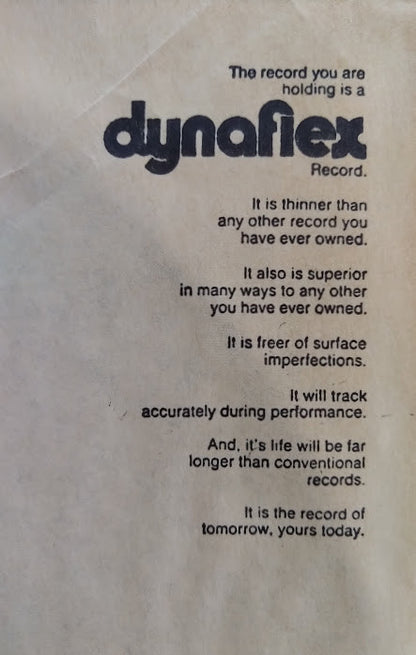 The record you are
holding is a
dynaflex
Record.
It is thinner than
any other record you
have ever owned.
It also is superior
in many ways to any other
you have ever owned.
It is freer of surface
imperfections.
It will track
accurately during performance.
And, it's life will be far
longer than conventional
records.
It is the record of
tomorrow, yours today.